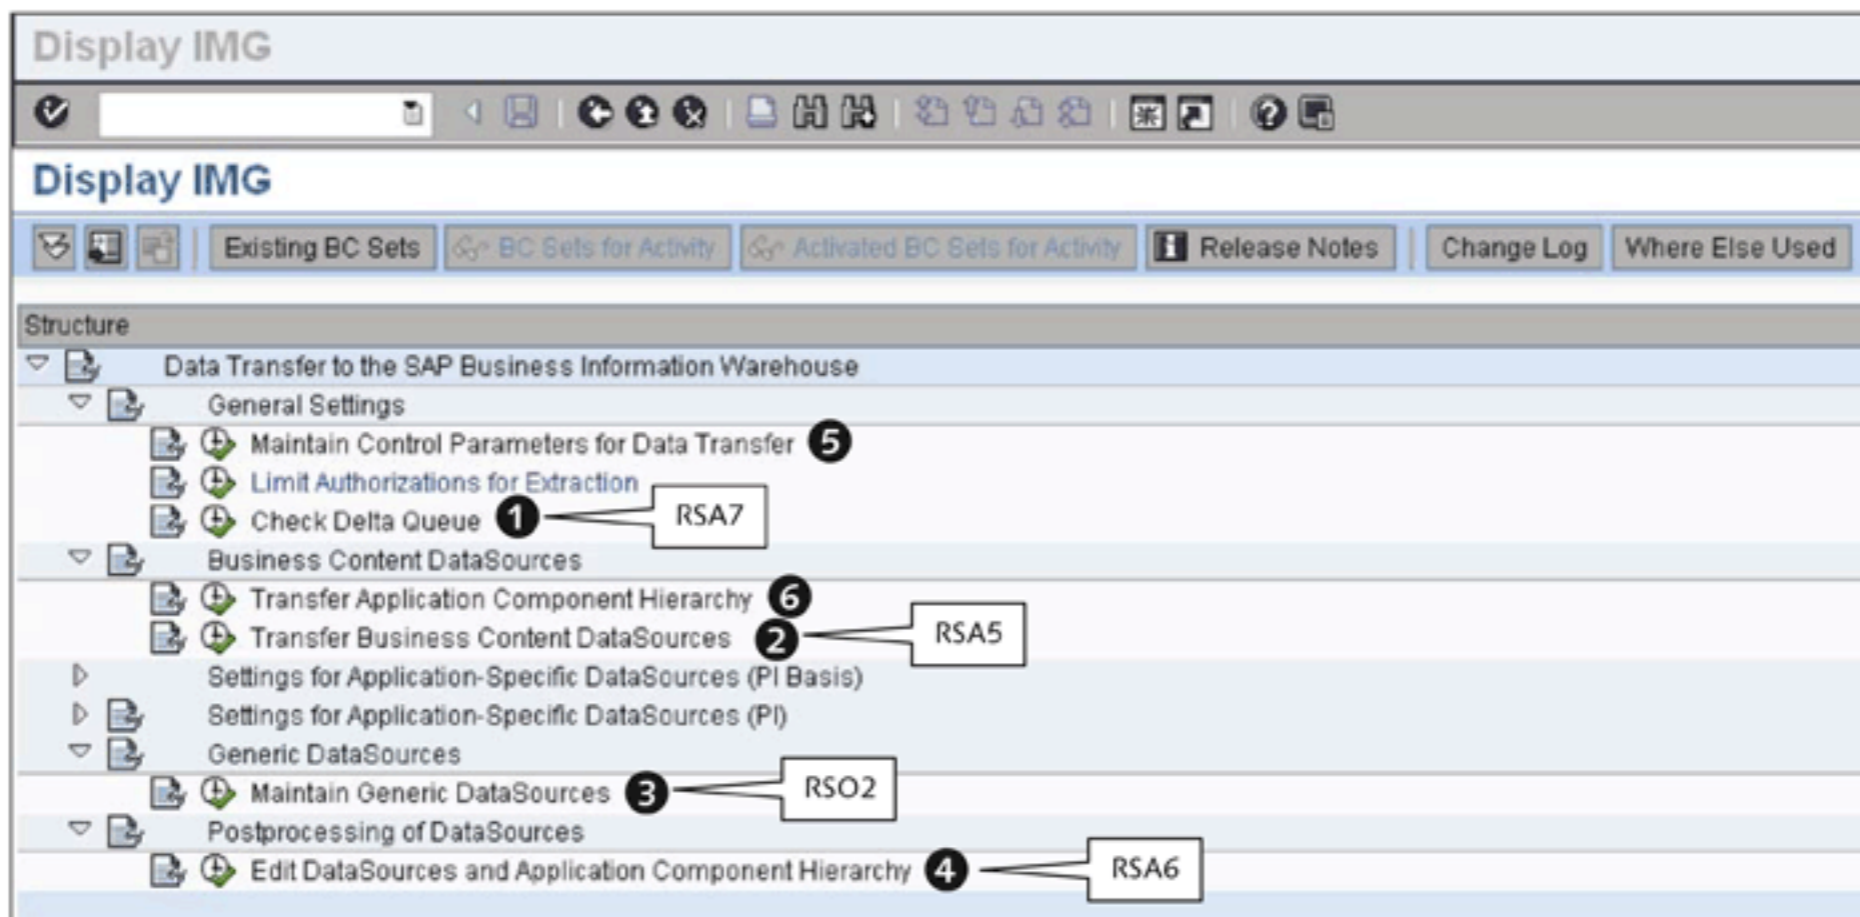 Display IMG
Display IMG
Existing BC Sets BC Sets for Activity Activated BC Sets for Activity Release Notes Change Log Where Else Used
Structure
Data Transfer to the SAP Business Information Warehouse
General Settings
Maintain Control Parameters for Data Transfer 5
Limit Authorizations for Extraction
Check Delta Queue 1 RSA7
Business Content DataSources
Transfer Application Component Hierarchy 6
Transfer Business Content DataSources 2 RSA5
Settings for Application-Specific DataSources (PI Basis)
Settings for Application-Specific DataSources (PI)
Generic DataSources
Maintain Generic DataSources 3 RSO2
Postprocessing of DataSources
Edit DataSources and Application Component Hierarchy 4 RSA6